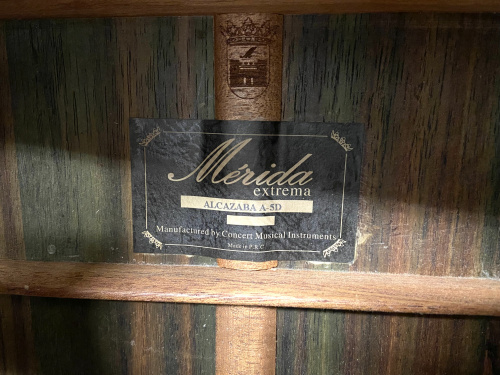 Mérida
extrema
ALCAZABA A-5D
Manufactured by Concert Musical Instruments
Made in P.R.C